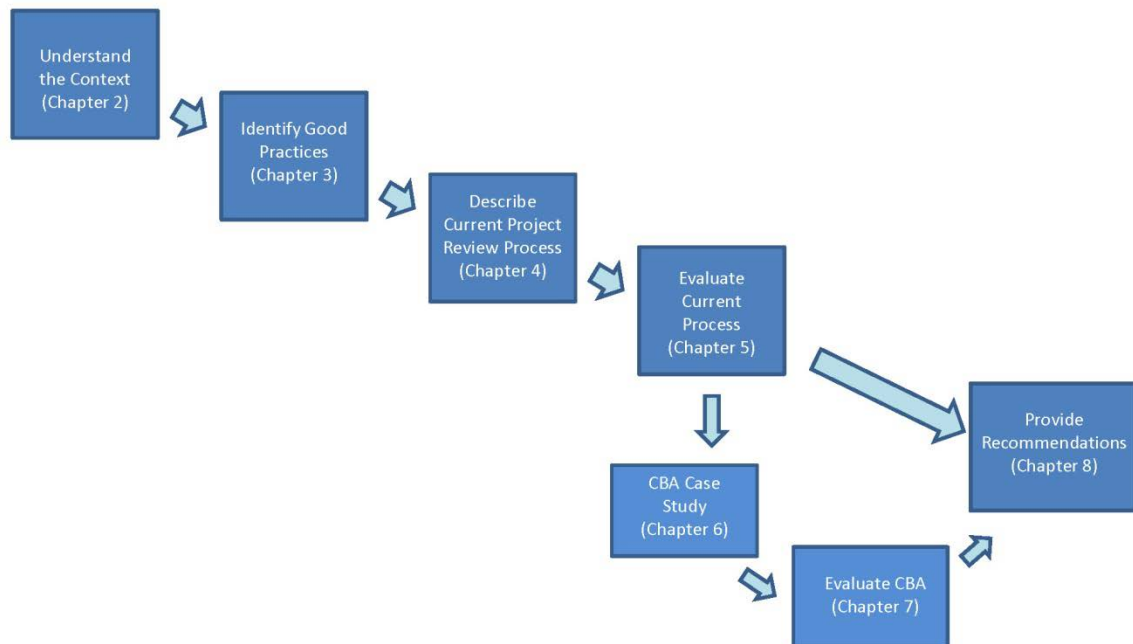 Understand
the Context
(Chapter 2)
Identify Good
Practices
(Chapter 3)
Describe
Current Project
Review Process
(Chapter 4)
Evaluate
Current
Process
(Chapter 5)
CBA Case
Study
(Chapter 6)
Evaluate CBA
(Chapter 7)
Provide
Recommendations
(Chapter 8)